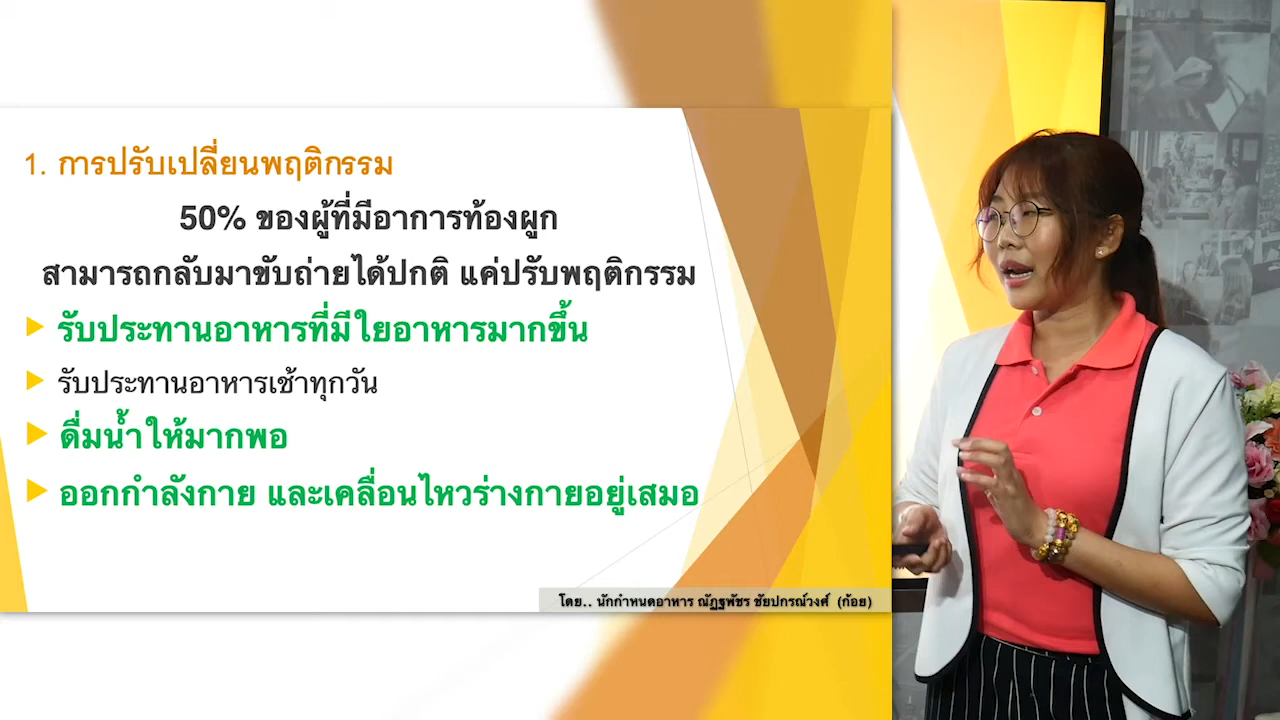 1. การปรับเปลี่ยนพฤติกรรม
50% ของผู้ที่มีอาการท้องผูก
สามารถกลับมาขับถ่ายได้ปกติ แค่ปรับพฤติกรรม
รับประทานอาหารที่มีใยอาหารมากขึ้น
รับประทานอาหารเช้าทุกวัน
ดื่มน้ำให้มากพอ
ออกกำลังกาย และเคลื่อนไหวร่างกายอยู่เสมอ
โดย.. นักกำหนดอาหาร ณัฏฐพัชร ชัยปกรณ์วงศ์ (ก้อย)